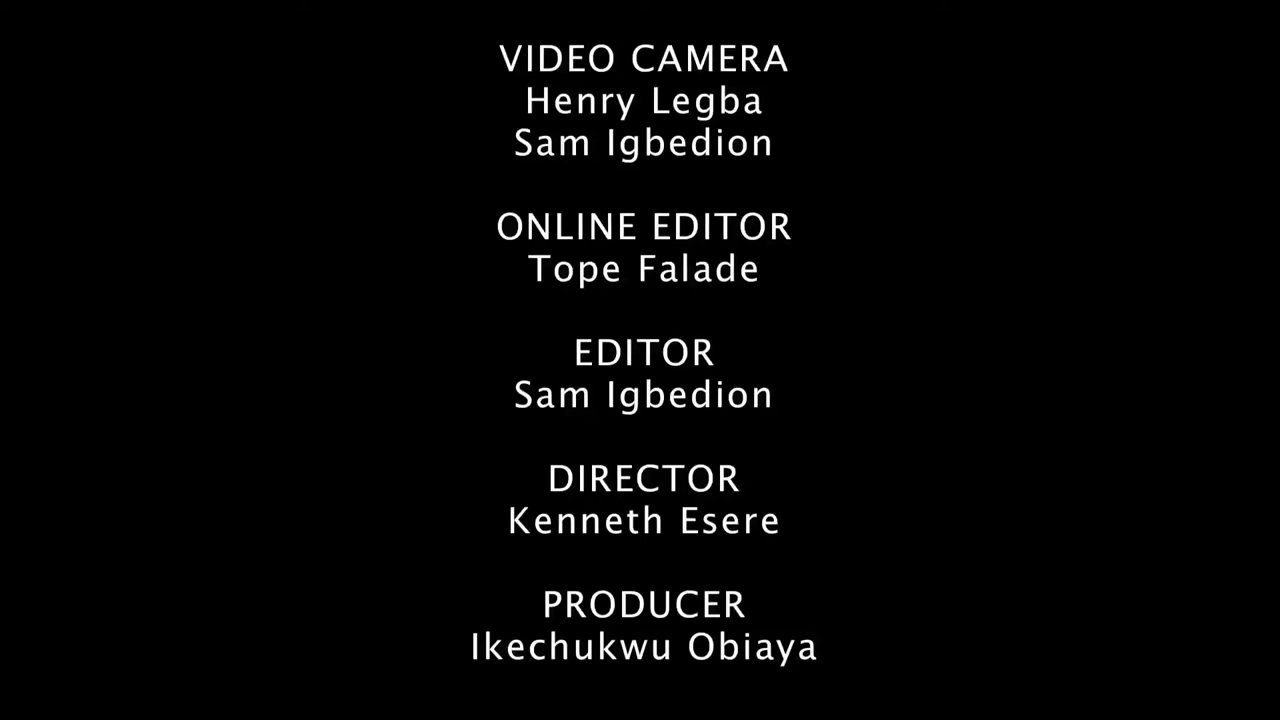 VIDEO CAMERA
Henry Legba
Sam Igbedion
ONLINE EDITOR
Tope Falade
EDITOR
Sam Igbedion
DIRECTOR
Kenneth Esere
PRODUCER
Ikechukwu Obiaya